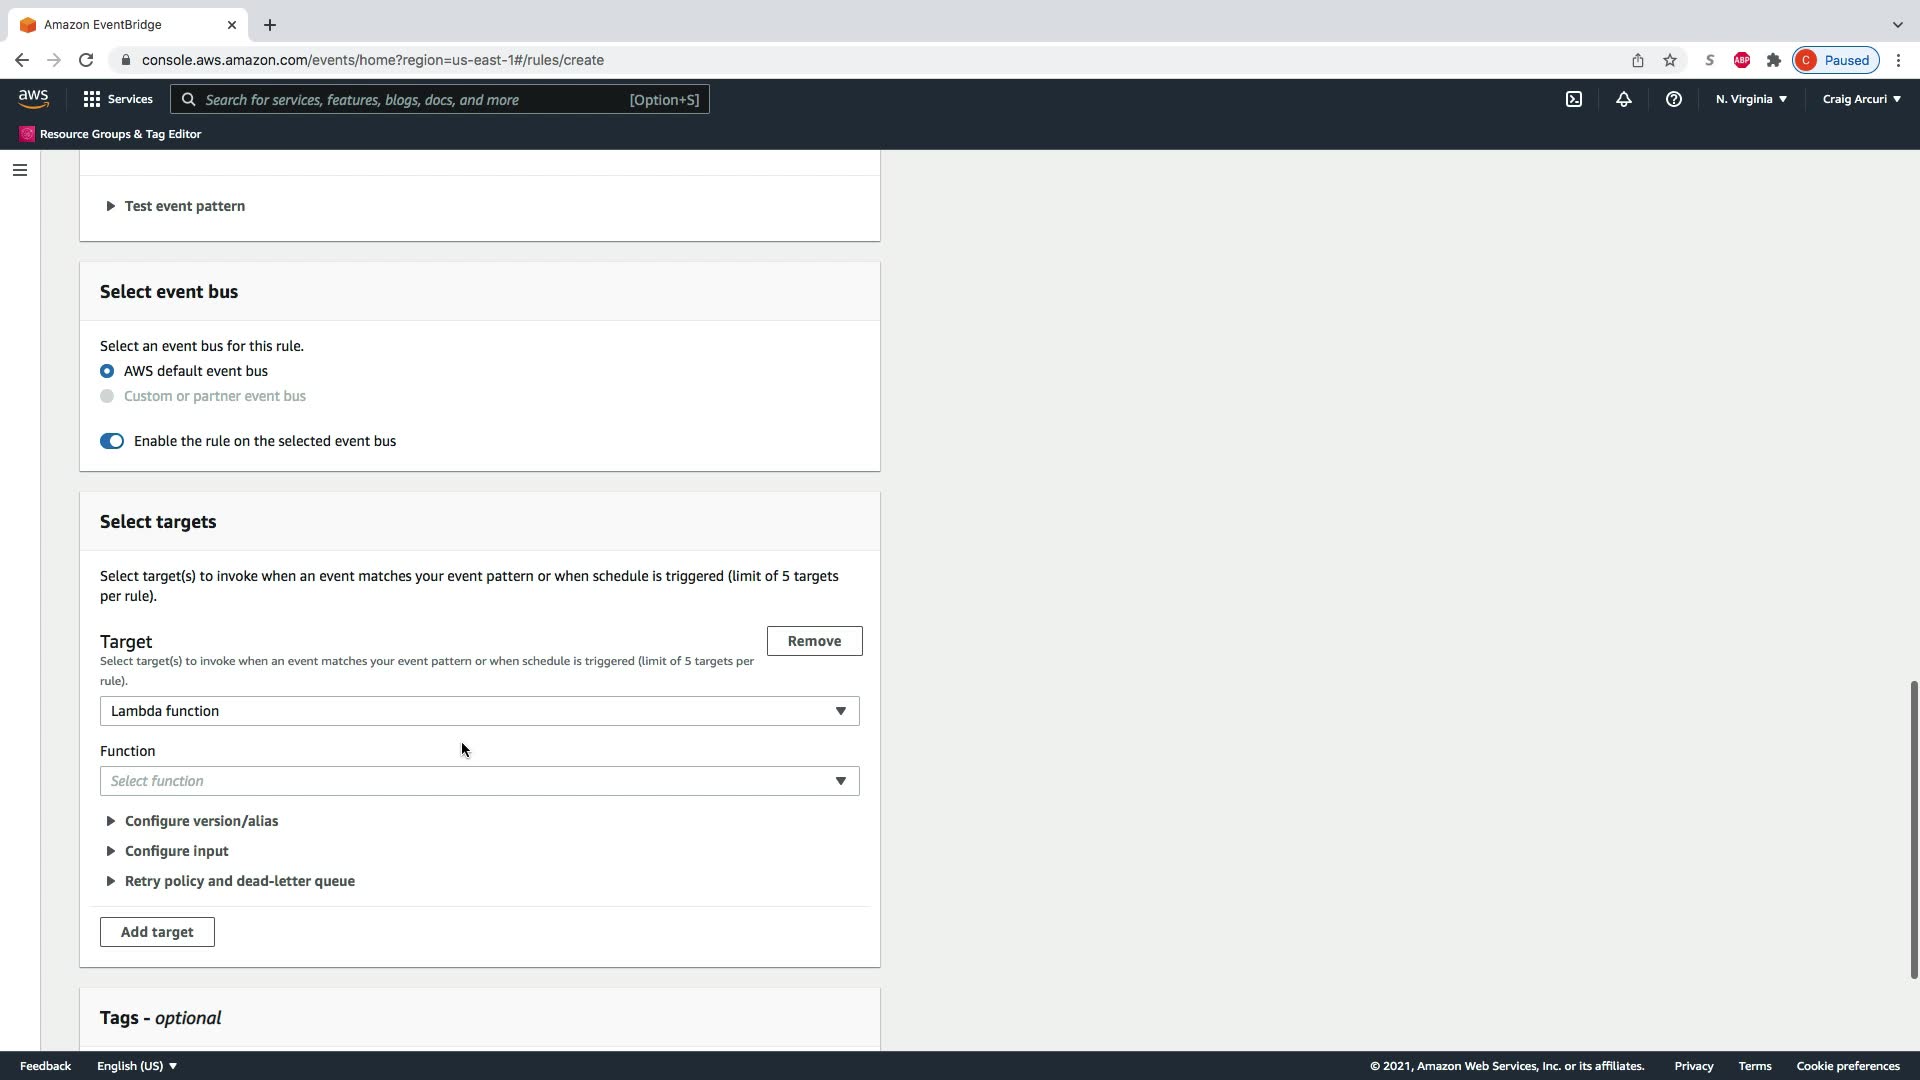 Amazon EventBridge
console.aws.amazon.com/events/home?region=us-east-1#/rules/create
S
ABP
C
Paused
aws
Services
Search for services, features, blogs, docs, and more
[Option+S]
N. Virginia
Craig Arcuri
Resource Groups & Tag Editor
Test event pattern
Select event bus
Select an event bus for this rule.
AWS default event bus
Custom or partner event bus
Enable the rule on the selected event bus
Select targets
Select target(s) to invoke when an event matches your event pattern or when schedule is triggered (limit of 5 targets
per rule).
Target
Remove
Select target(s) to invoke when an event matches your event pattern or when schedule is triggered (limit of 5 targets per
rule).
Lambda function
Function
Select function
Configure version/alias
Configure input
Retry policy and dead-letter queue
Add target
Tags - optional
Feedback
English (US)
© 2021, Amazon Web Services, Inc. or its affiliates.
Privacy
Terms
Cookie preferences